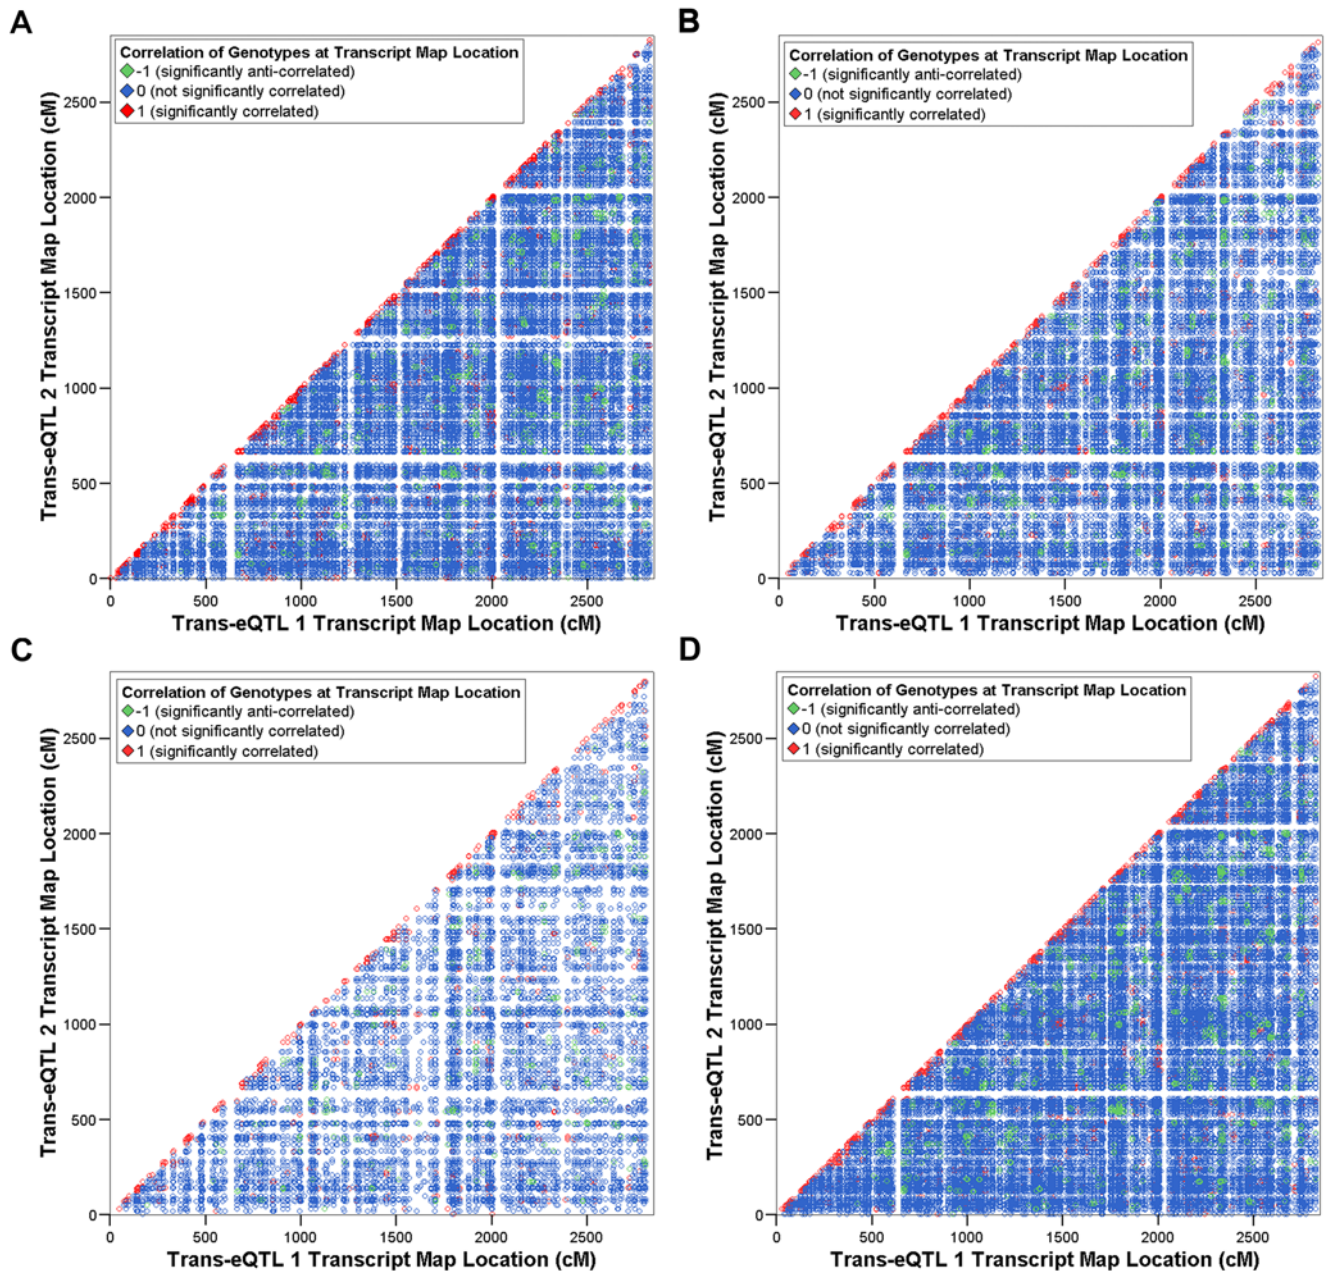 A
Correlation of Genotypes at Transcript Map Location
-1 (significantly anti-correlated)
0 (not significantly correlated)
1 (significantly correlated)
Trans-eQTL 2 Transcript Map Location (cM)
2500
2000
1500
1000
500
0
0 500 1000 1500 2000 2500
Trans-eQTL 1 Transcript Map Location (cM)
B
Correlation of Genotypes at Transcript Map Location
-1 (significantly anti-correlated)
0 (not significantly correlated)
1 (significantly correlated)
Trans-eQTL 2 Transcript Map Location (cM)
2500
2000
1500
1000
500
0
0 500 1000 1500 2000 2500
Trans-eQTL 1 Transcript Map Location (cM)
C
Correlation of Genotypes at Transcript Map Location
-1 (significantly anti-correlated)
0 (not significantly correlated)
1 (significantly correlated)
Trans-eQTL 2 Transcript Map Location (cM)
2500
2000
1500
1000
500
0
0 500 1000 1500 2000 2500
Trans-eQTL 1 Transcript Map Location (cM)
D
Correlation of Genotypes at Transcript Map Location
-1 (significantly anti-correlated)
0 (not significantly correlated)
1 (significantly correlated)
Trans-eQTL 2 Transcript Map Location (cM)
2500
2000
1500
1000
500
0
0 500 1000 1500 2000 2500
Trans-eQTL 1 Transcript Map Location (cM)